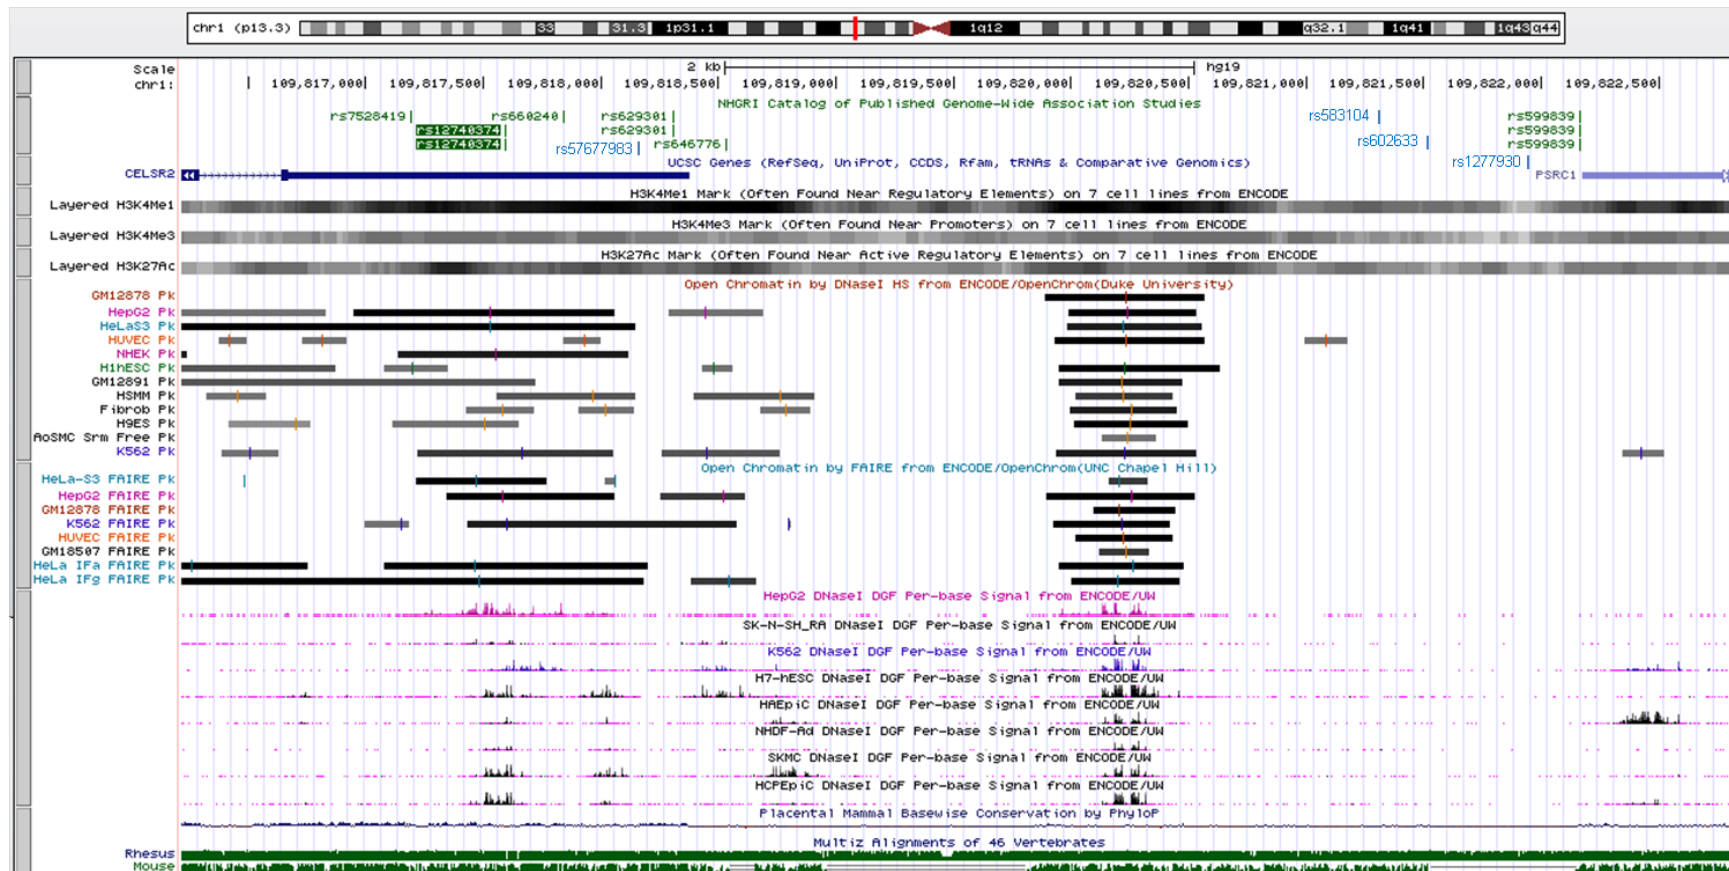 chr1 (p13.3) 33 31.3 1p31.1 1q12 q32.1 1q41 1q43 q44
Scale 2 kb hg19
chr1: 109,817,000 109,817,500 109,818,000 109,818,500 109,819,000 109,819,500 109,820,000 109,820,500 109,821,000 109,821,500 109,822,000 109,822,500
NHGRI Catalog of Published Genome-Wide Association Studies
rs7528419 rs660240 rs629301 rs583104 rs599839
rs12740374 rs629301 rs599839
rs12740374 rs57677983 rs646776 rs602633 rs599839
UCSC Genes (RefSeq, UniProt, CCDS, Rfam, tRNAs & Comparative Genomics) rs1277930
CELSR2 PSRC1
H3K4Me1 Mark (Often Found Near Regulatory Elements) on 7 cell lines from ENCODE
Layered H3K4Me1
H3K4Me3 Mark (Often Found Near Promoters) on 7 cell lines from ENCODE
Layered H3K4Me3
H3K27Ac Mark (Often Found Near Active Regulatory Elements) on 7 cell lines from ENCODE
Layered H3K27Ac
Open Chromatin by DNaseI HS from ENCODE/OpenChrom(Duke University)
GM12878 Pk
HepG2 Pk
HeLaS3 Pk
HUVEC Pk
NHEK Pk
H1hESC Pk
GM12891 Pk
HSMM Pk
Fibrob Pk
H9ES Pk
AoSMC Srm Free Pk
K562 Pk
Open Chromatin by FAIRE from ENCODE/OpenChrom(UNC Chapel Hill)
HeLa-S3 FAIRE Pk
HepG2 FAIRE Pk
GM12878 FAIRE Pk
K562 FAIRE Pk
HUVEC FAIRE Pk
GM18507 FAIRE Pk
HeLa IFa FAIRE Pk
HeLa IFg FAIRE Pk
HepG2 DNaseI DGF Per-base Signal from ENCODE/UW
SK-N-SH_RA DNaseI DGF Per-base Signal from ENCODE/UW
K562 DNaseI DGF Per-base Signal from ENCODE/UW
H7-hESC DNaseI DGF Per-base Signal from ENCODE/UW
HAEpiC DNaseI DGF Per-base Signal from ENCODE/UW
NHDF-Ad DNaseI DGF Per-base Signal from ENCODE/UW
SKMC DNaseI DGF Per-base Signal from ENCODE/UW
HCPEpiC DNaseI DGF Per-base Signal from ENCODE/UW
Placental Mammal Basewise Conservation by PhyloP
Multiz Alignments of 46 Vertebrates
Rhesus
Mouse